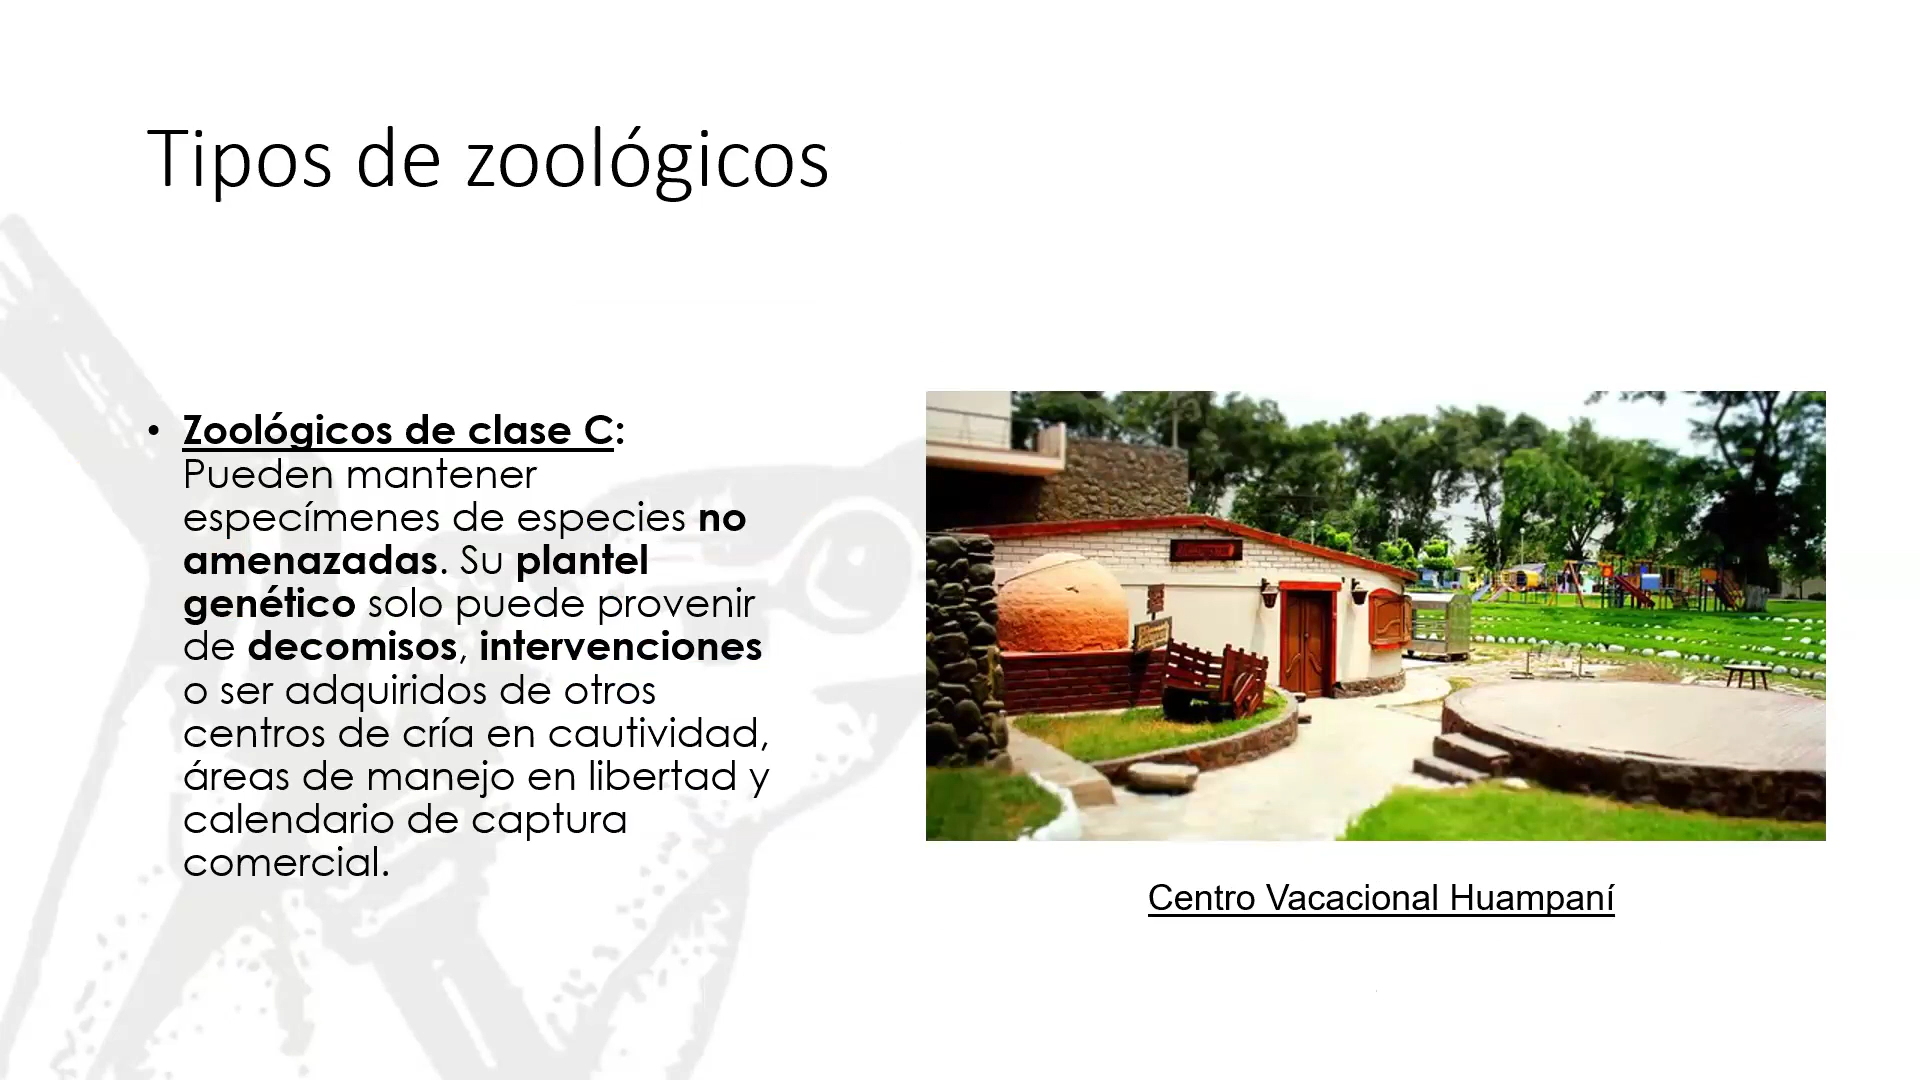 Tipos de zoológicos
• Zoológicos de clase C:
Pueden mantener
especímenes de especies no
amenazadas. Su plantel
genético solo puede provenir
de decomisos, intervenciones
o ser adquiridos de otros
centros de cría en cautividad,
áreas de manejo en libertad y
calendario de captura
comercial.
Centro Vacacional Huampaní